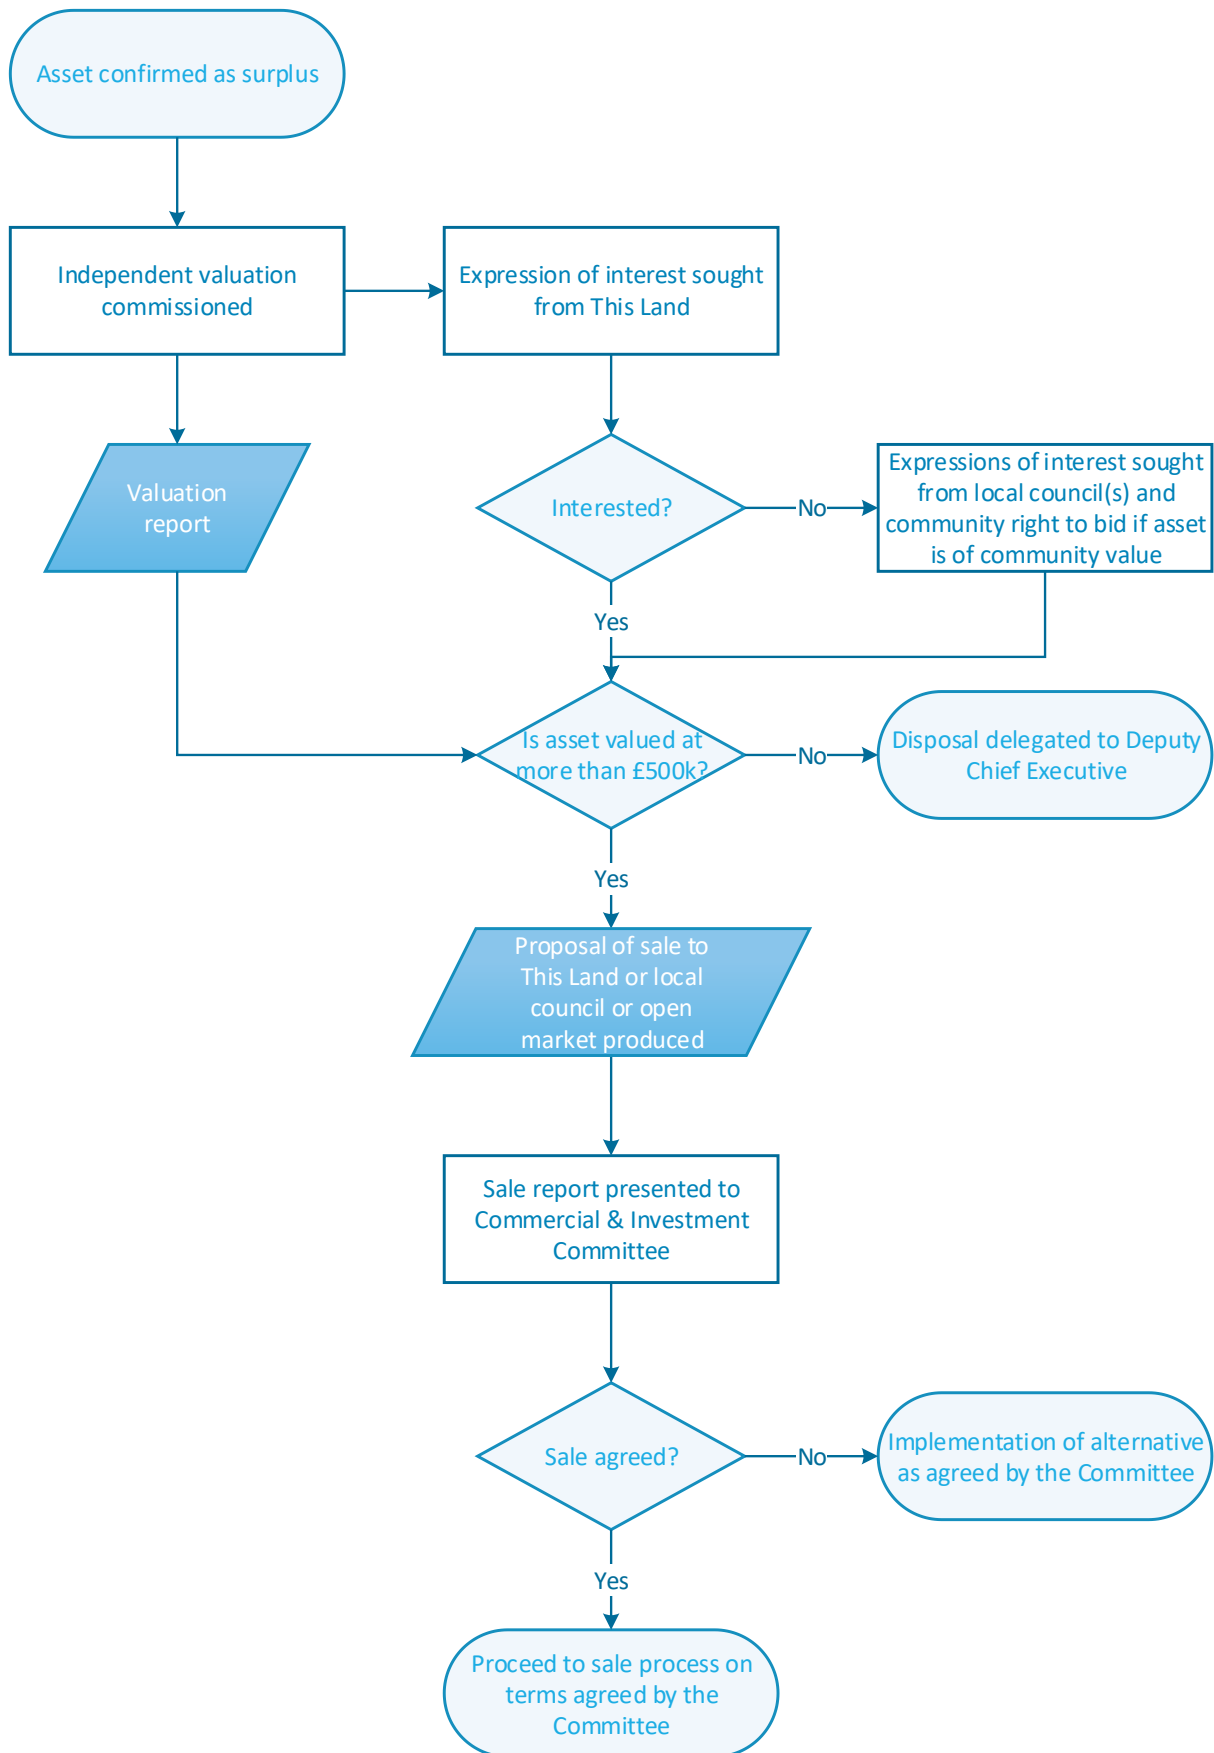 Asset confirmed as surplus
Independent valuation
commissioned
Expression of interest sought
from This Land
Valuation
report
Interested?
No
Expressions of interest sought
from local council(s) and
community right to bid if asset
is of community value
Yes
Is asset valued at
more than £500k?
No
Disposal delegated to Deputy
Chief Executive
Yes
Proposal of sale to
This Land or local
council or open
market produced
Sale report presented to
Commercial & Investment
Committee
Sale agreed?
No
Implementation of alternative
as agreed by the Committee
Yes
Proceed to sale process on
terms agreed by the
Committee